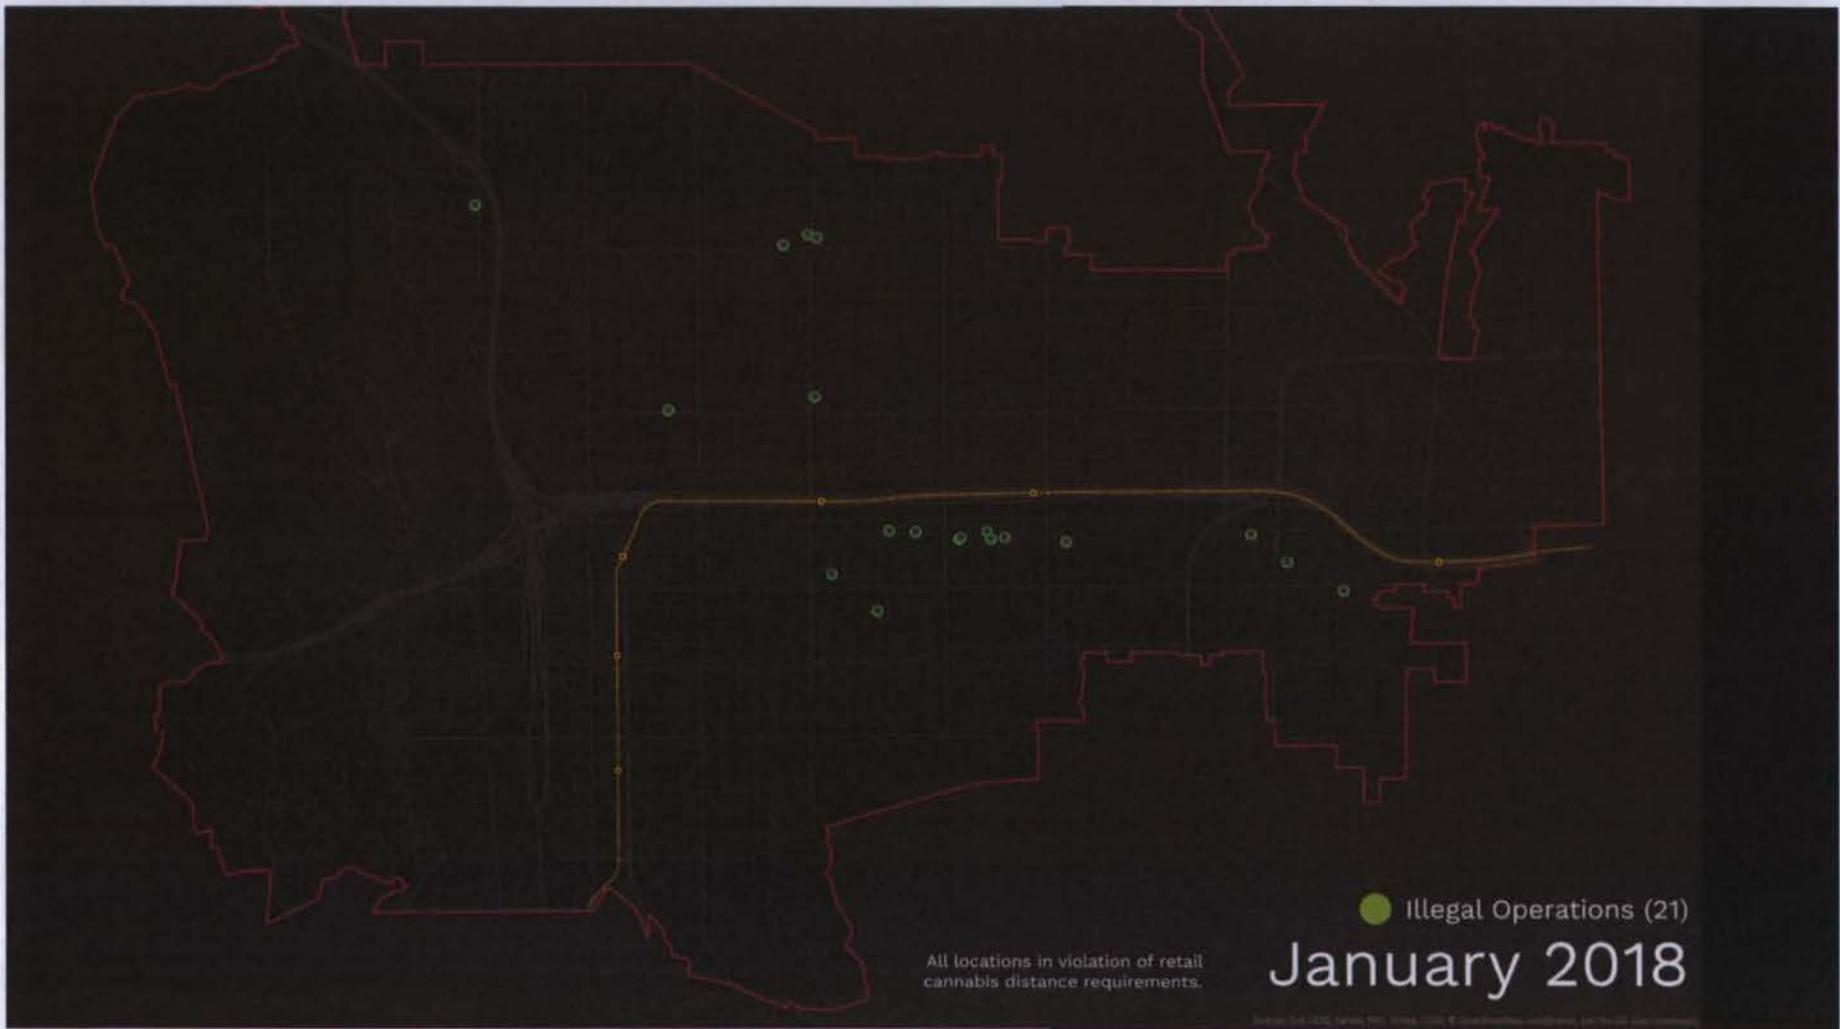 Illegal Operations (21)
January 2018
All locations in violation of retail
cannabis distance requirements.